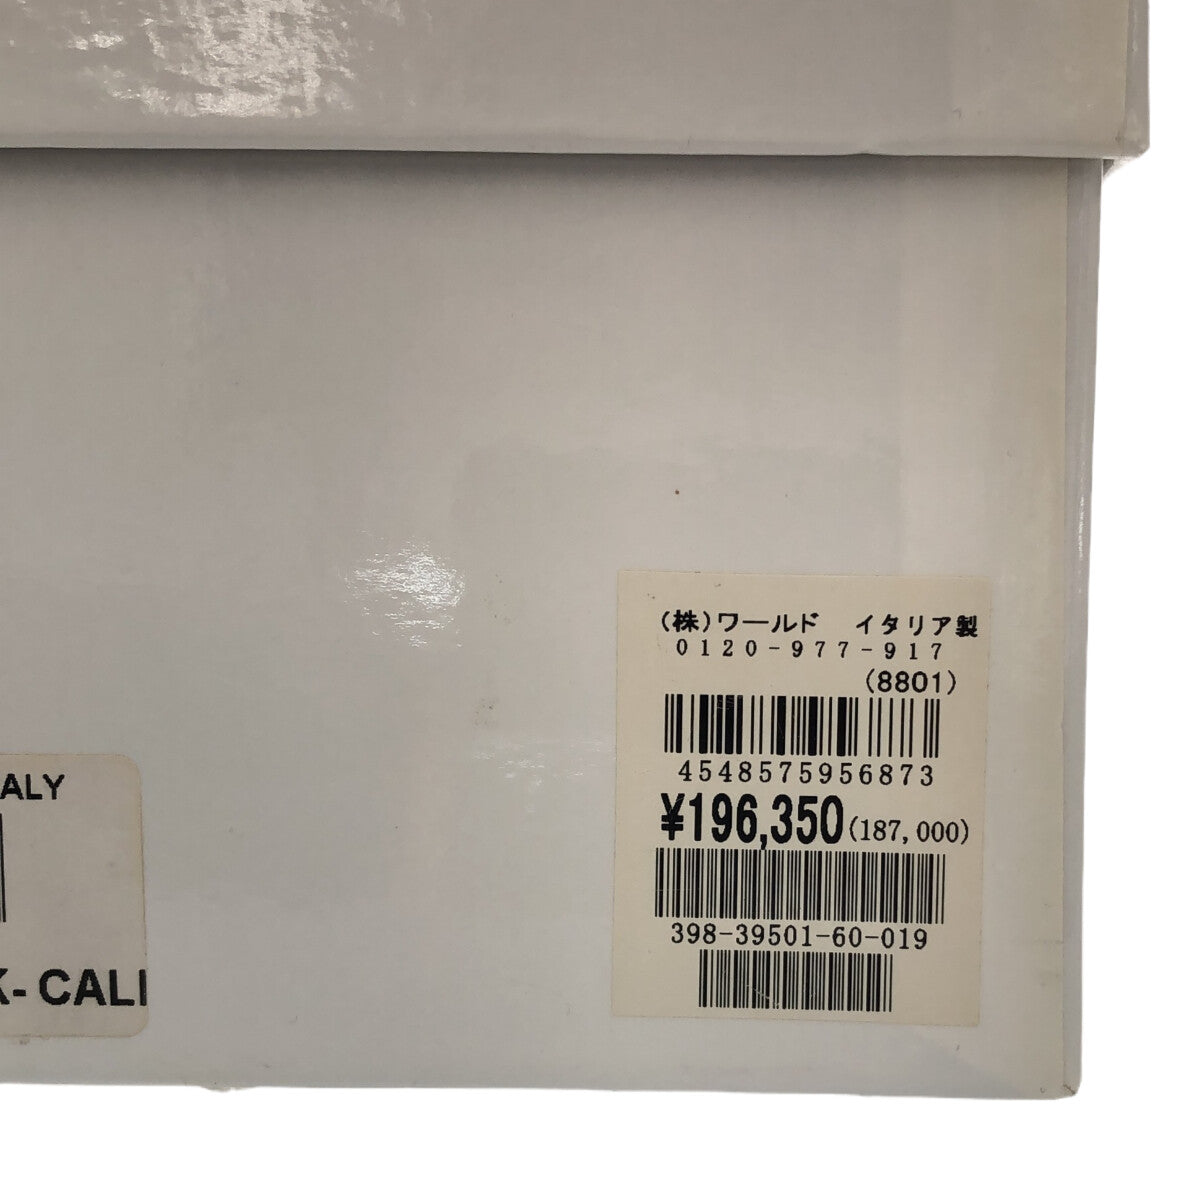 (株)ワールド イタリア製
0120-977-917
(8801)
4548575956873
¥196,350(187,000)
398-39501-60-019
ALY
K- CALI